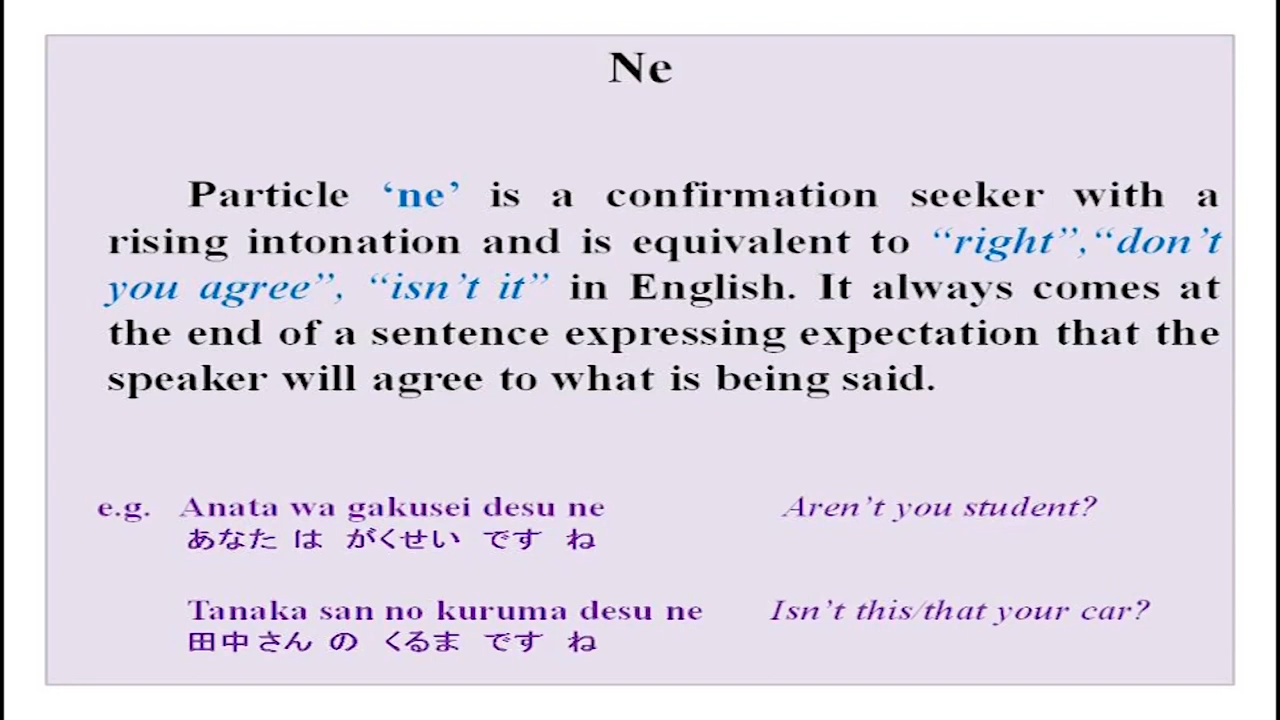 Ne
Particle ‘ne’ is a confirmation seeker with a
rising intonation and is equivalent to “right”,“don’t
you agree”, “isn’t it” in English. It always comes at
the end of a sentence expressing expectation that the
speaker will agree to what is being said.
e.g. Anata wa gakusei desu ne Aren’t you student?
あなた は がくせい です ね
Tanaka san no kuruma desu ne Isn’t this/that your car?
田中さん の くるま です ね